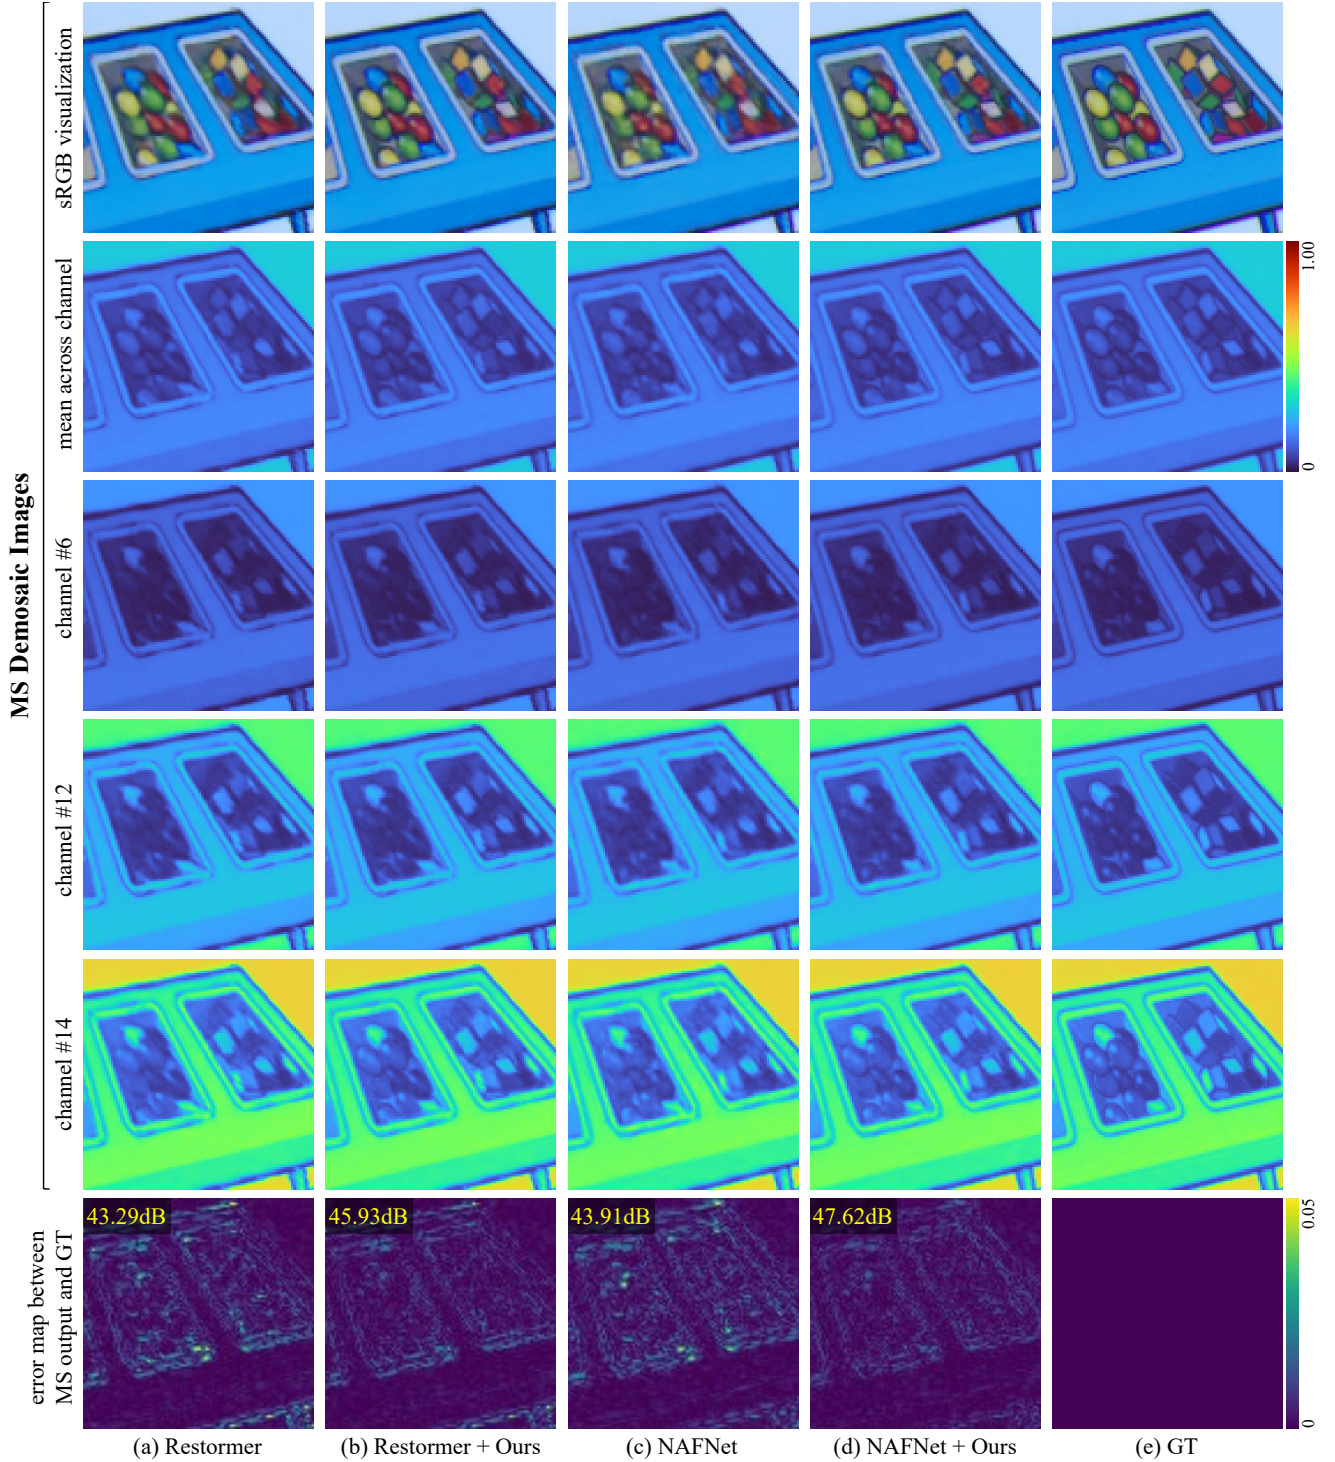 MS Demosaic Images
sRGB visualization
mean across channel
1.00
0
channel #6
channel #12
channel #14
error map between
MS output and GT
43.29dB
45.93dB
43.91dB
47.62dB
0.05
0
(a) Restormer
(b) Restormer + Ours
(c) NAFNet
(d) NAFNet + Ours
(e) GT